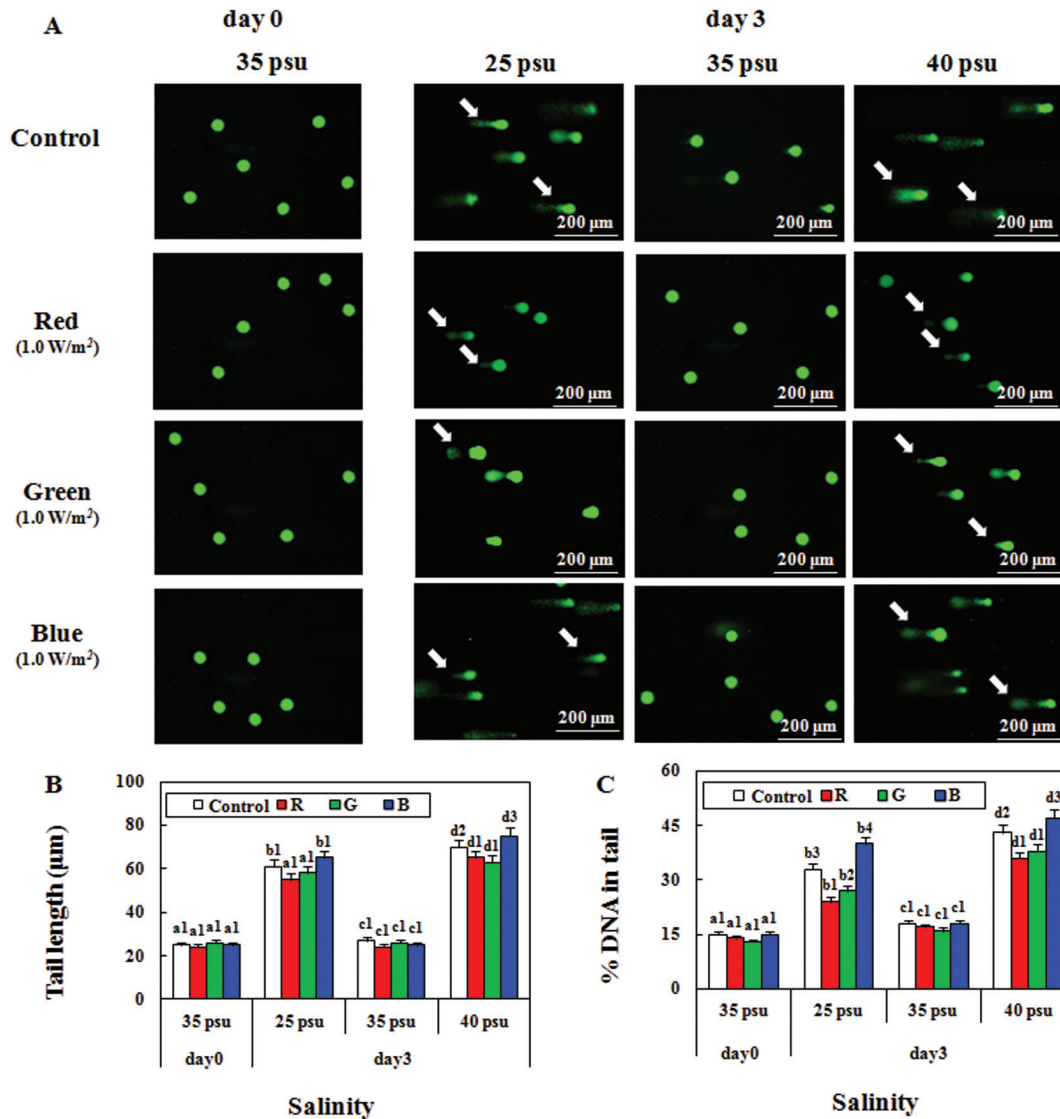 A
day 0
day 3
35 psu
25 psu
35 psu
40 psu
Control
200 µm
200 µm
200 µm
Red
(1.0 W/m²)
200 µm
200 µm
200 µm
Green
(1.0 W/m²)
200 µm
200 µm
200 µm
Blue
(1.0 W/m²)
200 µm
200 µm
200 µm
B
Tail length (µm)
100
80
60
40
20
0
Control R G B
a1 a1 a1 a1
b1 a1 a1 b1
c1 c1 c1 c1
d2 d1 d1 d3
35 psu 25 psu 35 psu 40 psu
day0 day3
Salinity
C
% DNA in tail
60
45
30
15
0
Control R G B
a1 a1 a1 a1
b3 b1 b2 b4
c1 c1 c1 c1
d2 d1 d1 d3
35 psu 25 psu 35 psu 40 psu
day0 day3
Salinity